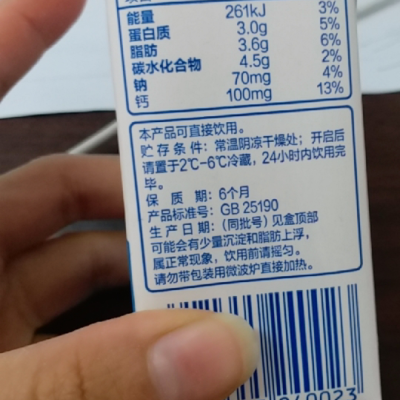 能量 261kJ 3%
蛋白质 3.0g 5%
脂肪 3.6g 6%
碳水化合物 4.5g 2%
钠 70mg 4%
钙 100mg 13%
本产品可直接饮用。
贮存条件：常温阴凉干燥处；开启后
请置于2℃-6℃冷藏，24小时内饮用完
毕。
保质期：6个月
产品标准号：GB 25190
生产日期：（同批号）见盒顶部
可能会有少量沉淀和脂肪上浮，
属正常现象，饮用前请摇匀。
请勿带包装用微波炉直接加热。
040023